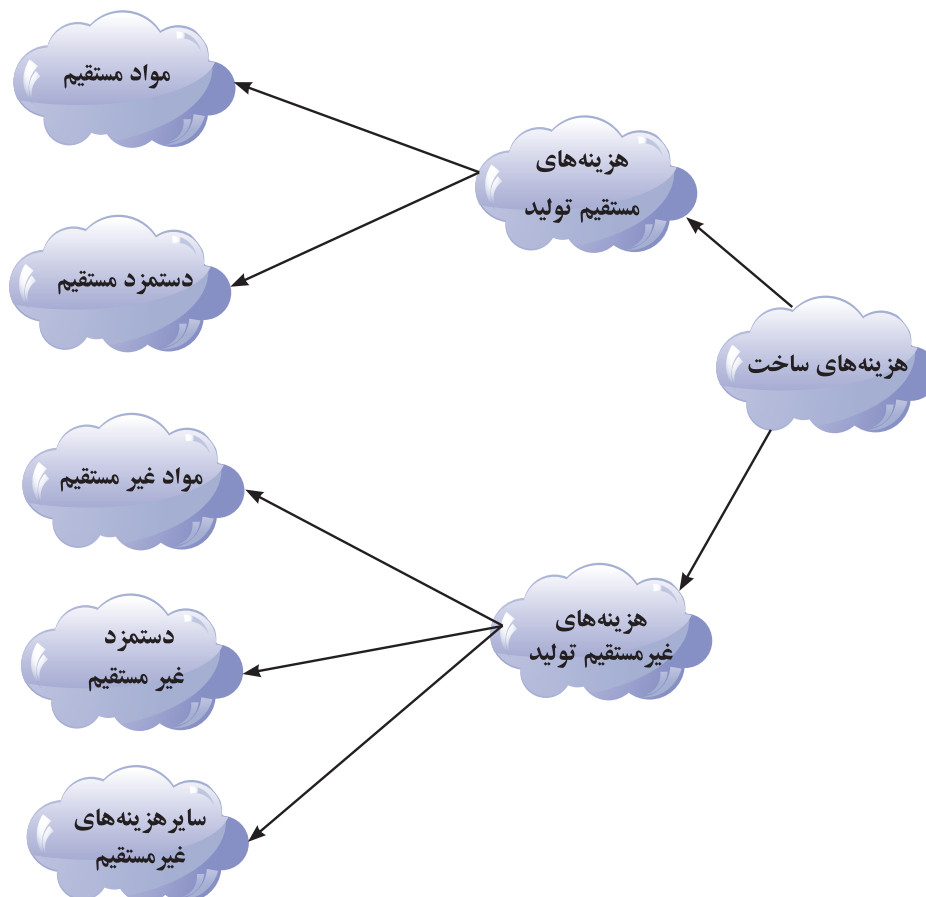 هزینه‌های ساخت
هزینه‌های
مستقیم تولید
مواد مستقیم
دستمزد مستقیم
هزینه‌های
غیرمستقیم تولید
مواد غیر مستقیم
دستمزد
غیر مستقیم
سایرهزینه‌های
غیرمستقیم